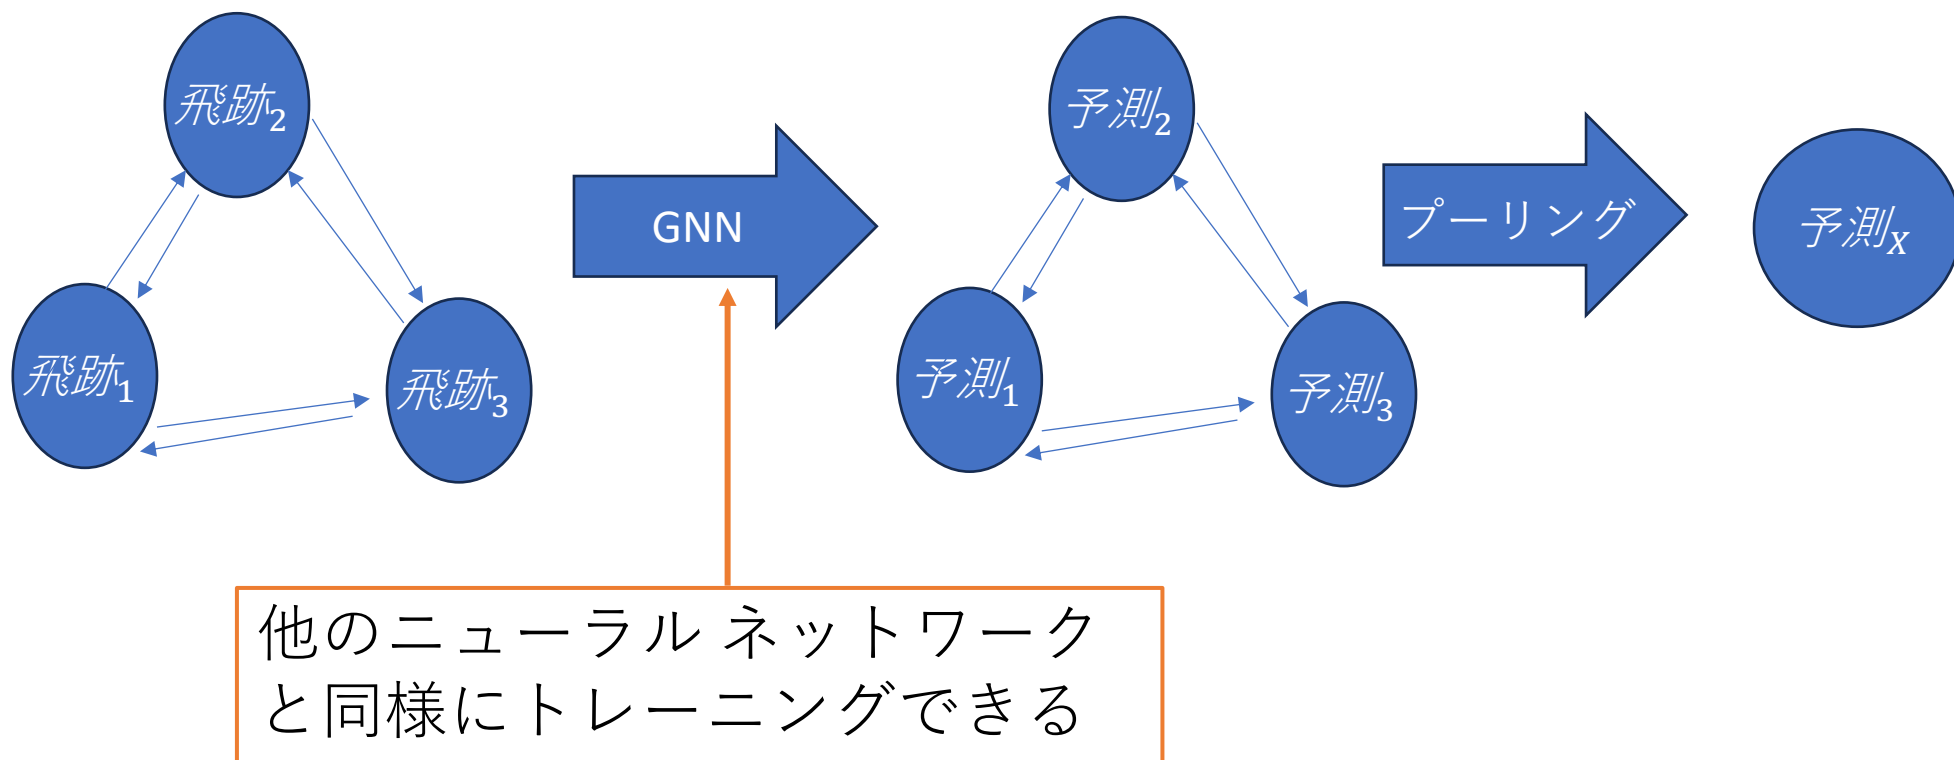 飛跡2
飛跡1
飛跡3
GNN
予測2
予測1
予測3
プーリング
予測X
他のニューラル ネットワーク
と同様にトレーニングできる